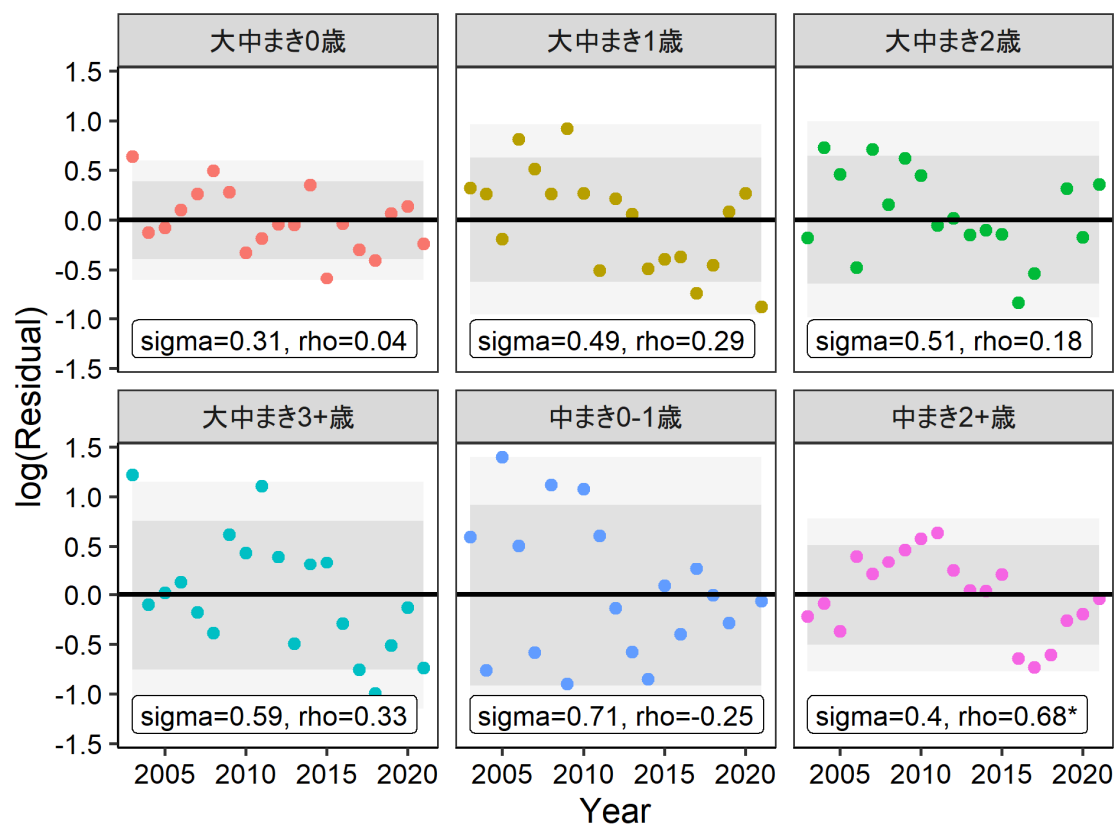 大中まき0歳
大中まき1歳
大中まき2歳
1.5
1.0
0.5
0.0
-0.5
-1.0
-1.5
sigma=0.31, rho=0.04
sigma=0.49, rho=0.29
sigma=0.51, rho=0.18
log(Residual)
大中まき3+歳
中まき0-1歳
中まき2+歳
1.5
1.0
0.5
0.0
-0.5
-1.0
-1.5
sigma=0.59, rho=0.33
sigma=0.71, rho=-0.25
sigma=0.4, rho=0.68*
2005 2010 2015 2020
2005 2010 2015 2020
2005 2010 2015 2020
Year